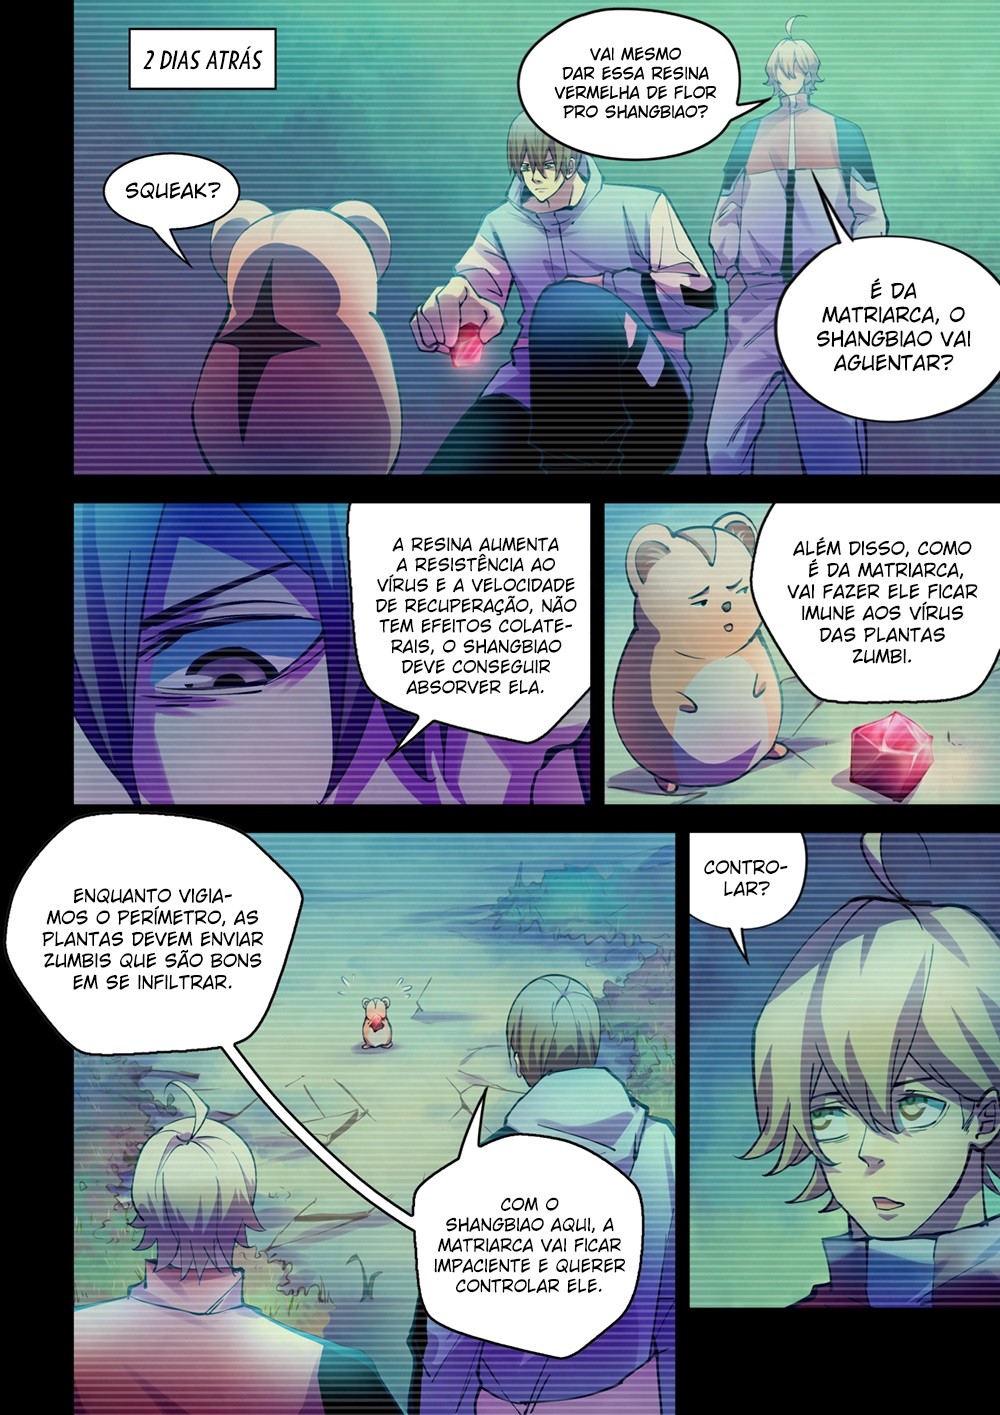 2 DIAS ATRÁS
VAI MESMO
DAR ESSA RESINA
VERMELHA DE FLOR
PRO SHANGBIAO?
SQUEAK?
É DA
MATRIARCA, O
SHANGBIAO VAI
AGUENTAR?
A RESINA AUMENTA
A RESISTÊNCIA AO
VÍRUS E A VELOCIDADE
DE RECUPERAÇÃO, NÃO
TEM EFEITOS COLATE-
RAIS, O SHANGBIAO
DEVE CONSEGUIR
ABSORVER ELA.
ALÉM DISSO, COMO
É DA MATRIARCA,
VAI FAZER ELE FICAR
IMUNE AOS VÍRUS
DAS PLANTAS
ZUMBI.
ENQUANTO VIGIA-
MOS O PERÍMETRO, AS
PLANTAS DEVEM ENVIAR
ZUMBIS QUE SÃO BONS
EM SE INFILTRAR.
COM O
SHANGBIAO AQUI, A
MATRIARCA VAI FICAR
IMPACIENTE E QUERER
CONTROLAR ELE.
CONTRO-
LAR?